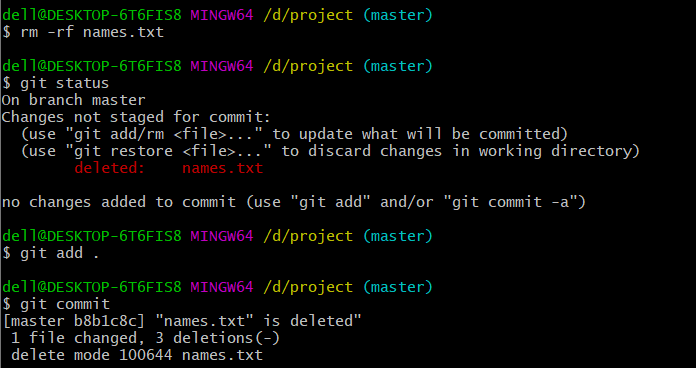 dell@DESKTOP-6T6FIS8 MINGW64 /d/project (master)
$ rm -rf names.txt
dell@DESKTOP-6T6FIS8 MINGW64 /d/project (master)
$ git status
On branch master
Changes not staged for commit:
  (use "git add/rm <file>..." to update what will be committed)
  (use "git restore <file>..." to discard changes in working directory)
        deleted:    names.txt
no changes added to commit (use "git add" and/or "git commit -a")
dell@DESKTOP-6T6FIS8 MINGW64 /d/project (master)
$ git add .
dell@DESKTOP-6T6FIS8 MINGW64 /d/project (master)
$ git commit
[master b8b1c8c] "names.txt" is deleted"
 1 file changed, 3 deletions(-)
 delete mode 100644 names.txt